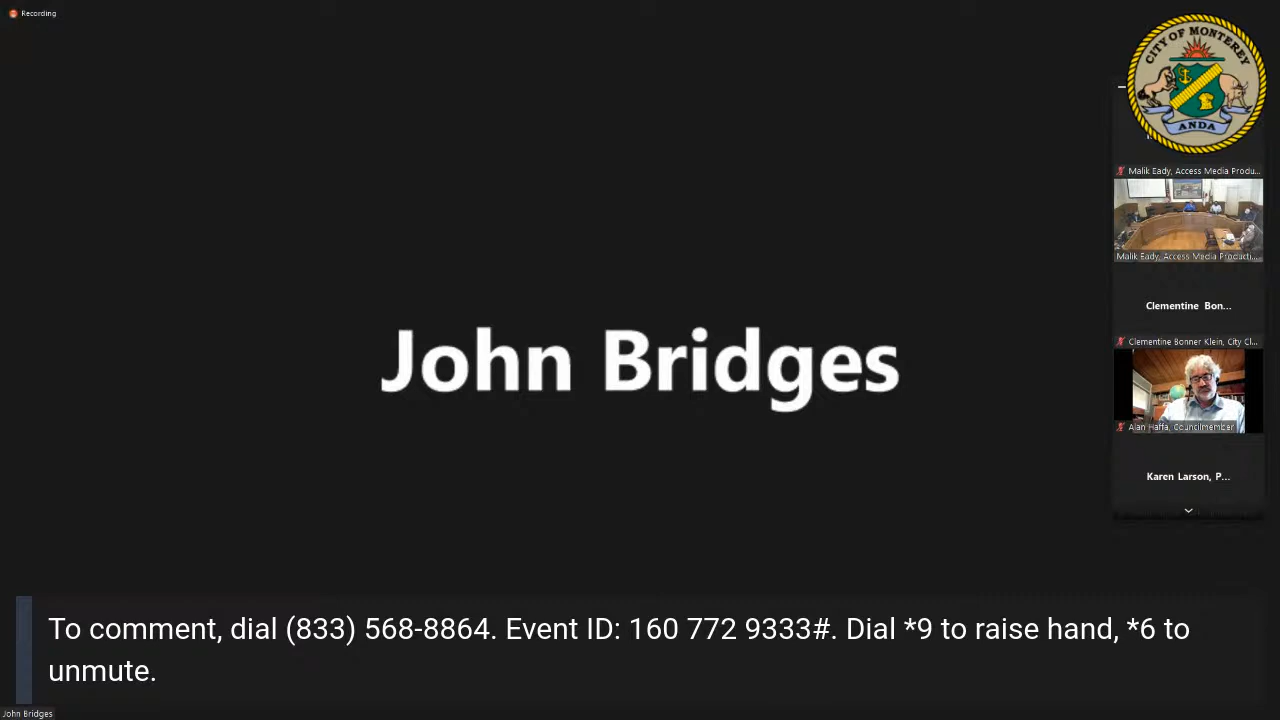 Recording
CITY OF MONTEREY
ANDA
Malik Eady, Access Media Produ...
Malik Eady, Access Media Producti...
Clementine Bon...
Clementine Bonner Klein, City Cl...
Alan Haffa, Councilmember
Karen Larson, P...
John Bridges
To comment, dial (833) 568-8864. Event ID: 160 772 9333#. Dial *9 to raise hand, *6 to
unmute.
John Bridges